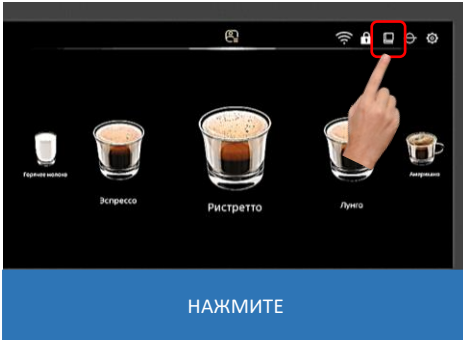 Горячее молоко
Эспрессо
Ристретто
Лунго
Американо
НАЖМИТЕ